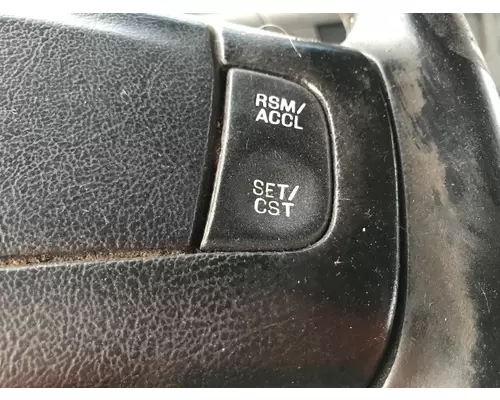 RSM/
ACCL
SET/
CST